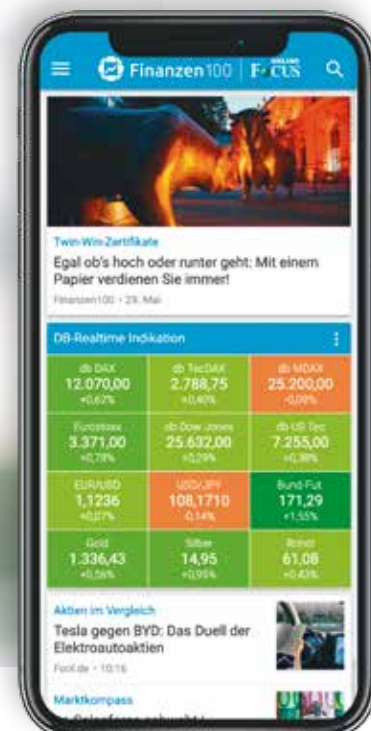 Finanzen100 | ONLINE FOCUS
Twin-Win-Zertifikate
Egal ob's hoch oder runter geht: Mit einem
Papier verdienen Sie immer!
Finanzen100 • 29. Mai
DB-Realtime Indikation
db DAX
12.070,00
+0,62%
db TecDAX
2.788,75
+0,40%
db MDAX
25.200,00
-0,09%
Eurostoxx
3.371,00
+0,78%
db Dow Jones
25.632,00
+0,29%
db US Tec
7.255,00
+0,38%
EUR/USD
1,1236
+0,07%
USD/JPY
108,1710
-0,14%
Bund-Fut
171,29
+1,55%
Gold
1.336,43
+0,56%
Silber
14,95
+0,95%
61,08
+0,43%
Aktien im Vergleich
Tesla gegen BYD: Das Duell der
Elektroautoaktien
Fool.de • 10:16
Marktkompass